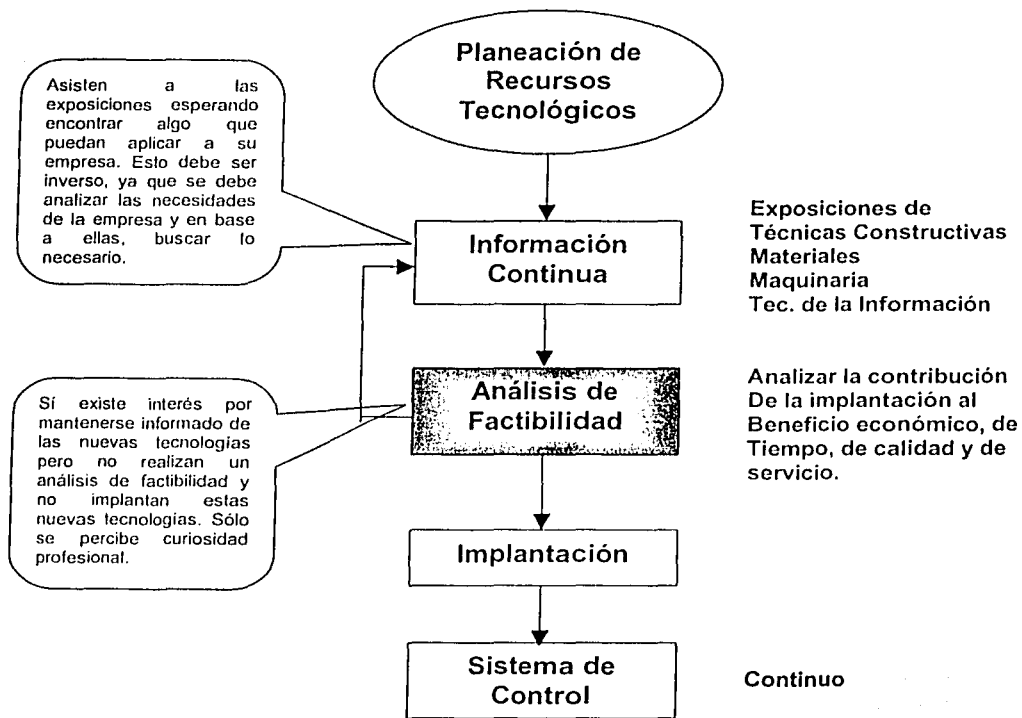 Planeación de
Recursos
Tecnológicos
Asisten a las
exposiciones esperando
encontrar algo que
puedan aplicar a su
empresa. Esto debe ser
inverso, ya que se debe
analizar las necesidades
de la empresa y en base
a ellas, buscar lo
necesario.
Información
Continua
Exposiciones de
Técnicas Constructivas
Materiales
Maquinaria
Tec. de la Información
Análisis de
Factibilidad
Analizar la contribución
De la implantación al
Beneficio económico, de
Tiempo, de calidad y de
servicio.
Sí existe interés por
mantenerse informado de
las nuevas tecnologías
pero no realizan un
análisis de factibilidad y
no implantan estas
nuevas tecnologías. Sólo
se percibe curiosidad
profesional.
Implantación
Sistema de
Control
Continuo